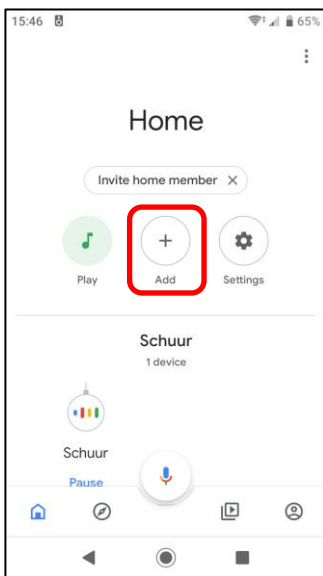 15:46 65%
Home
Invite home member
Play Add Settings
Schuur
1 device
Schuur
Pause